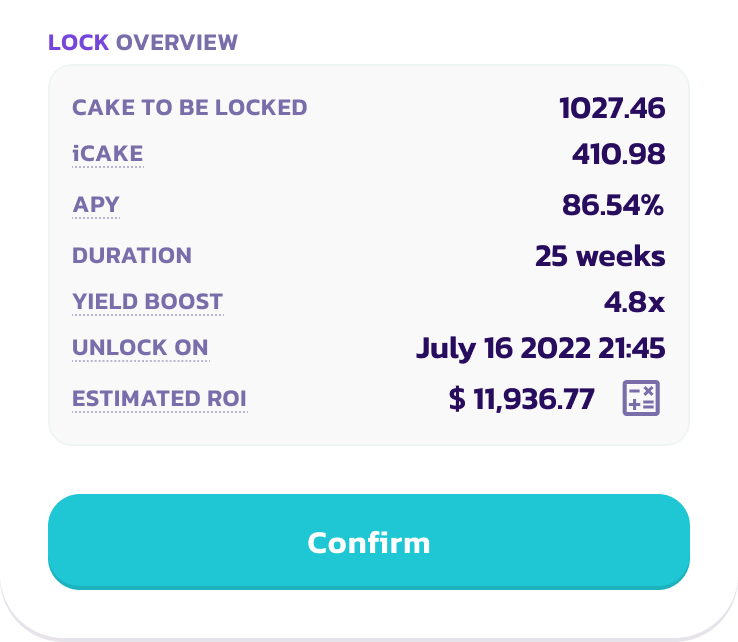 LOCK OVERVIEW
CAKE TO BE LOCKED 1027.46
iCAKE 410.98
APY 86.54%
DURATION 25 weeks
YIELD BOOST 4.8x
UNLOCK ON July 16 2022 21:45
ESTIMATED ROI $ 11,936.77
Confirm